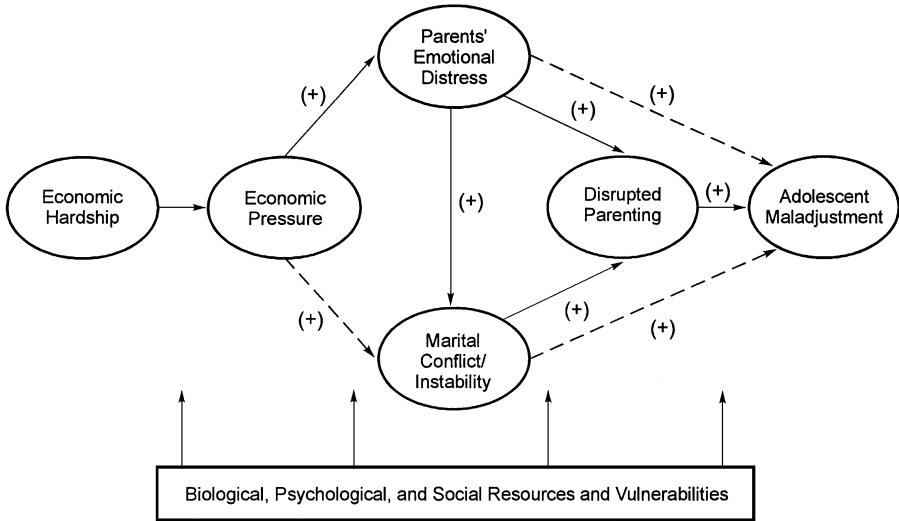 Parents'
Emotional
Distress
(+)
(+)
(+)
Economic
Hardship
Economic
Pressure
(+)
Disrupted
Parenting
(+)
Adolescent
Maladjustment
(+)
(+)
(+)
Marital
Conflict/
Instability
Biological, Psychological, and Social Resources and Vulnerabilities